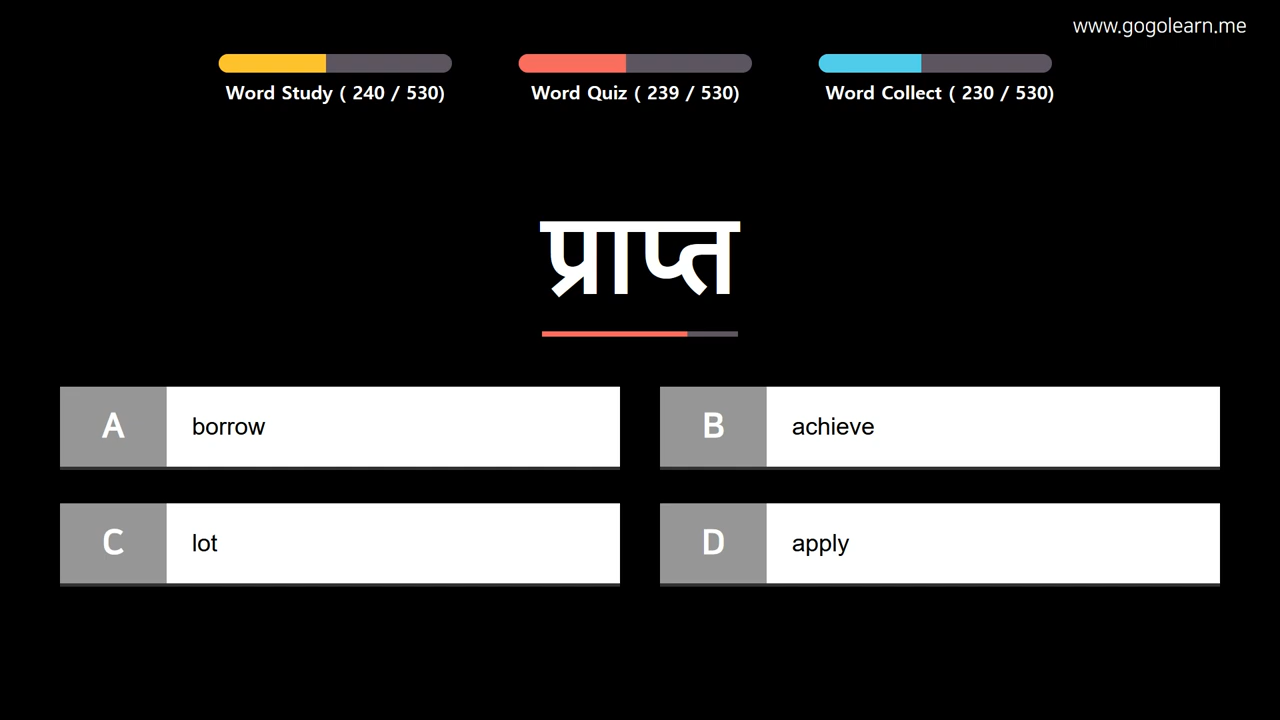 www.gogolearn.me
Word Study ( 240 / 530)
Word Quiz ( 239 / 530)
Word Collect ( 230 / 530)
प्राप्त
A borrow
B achieve
C lot
D apply